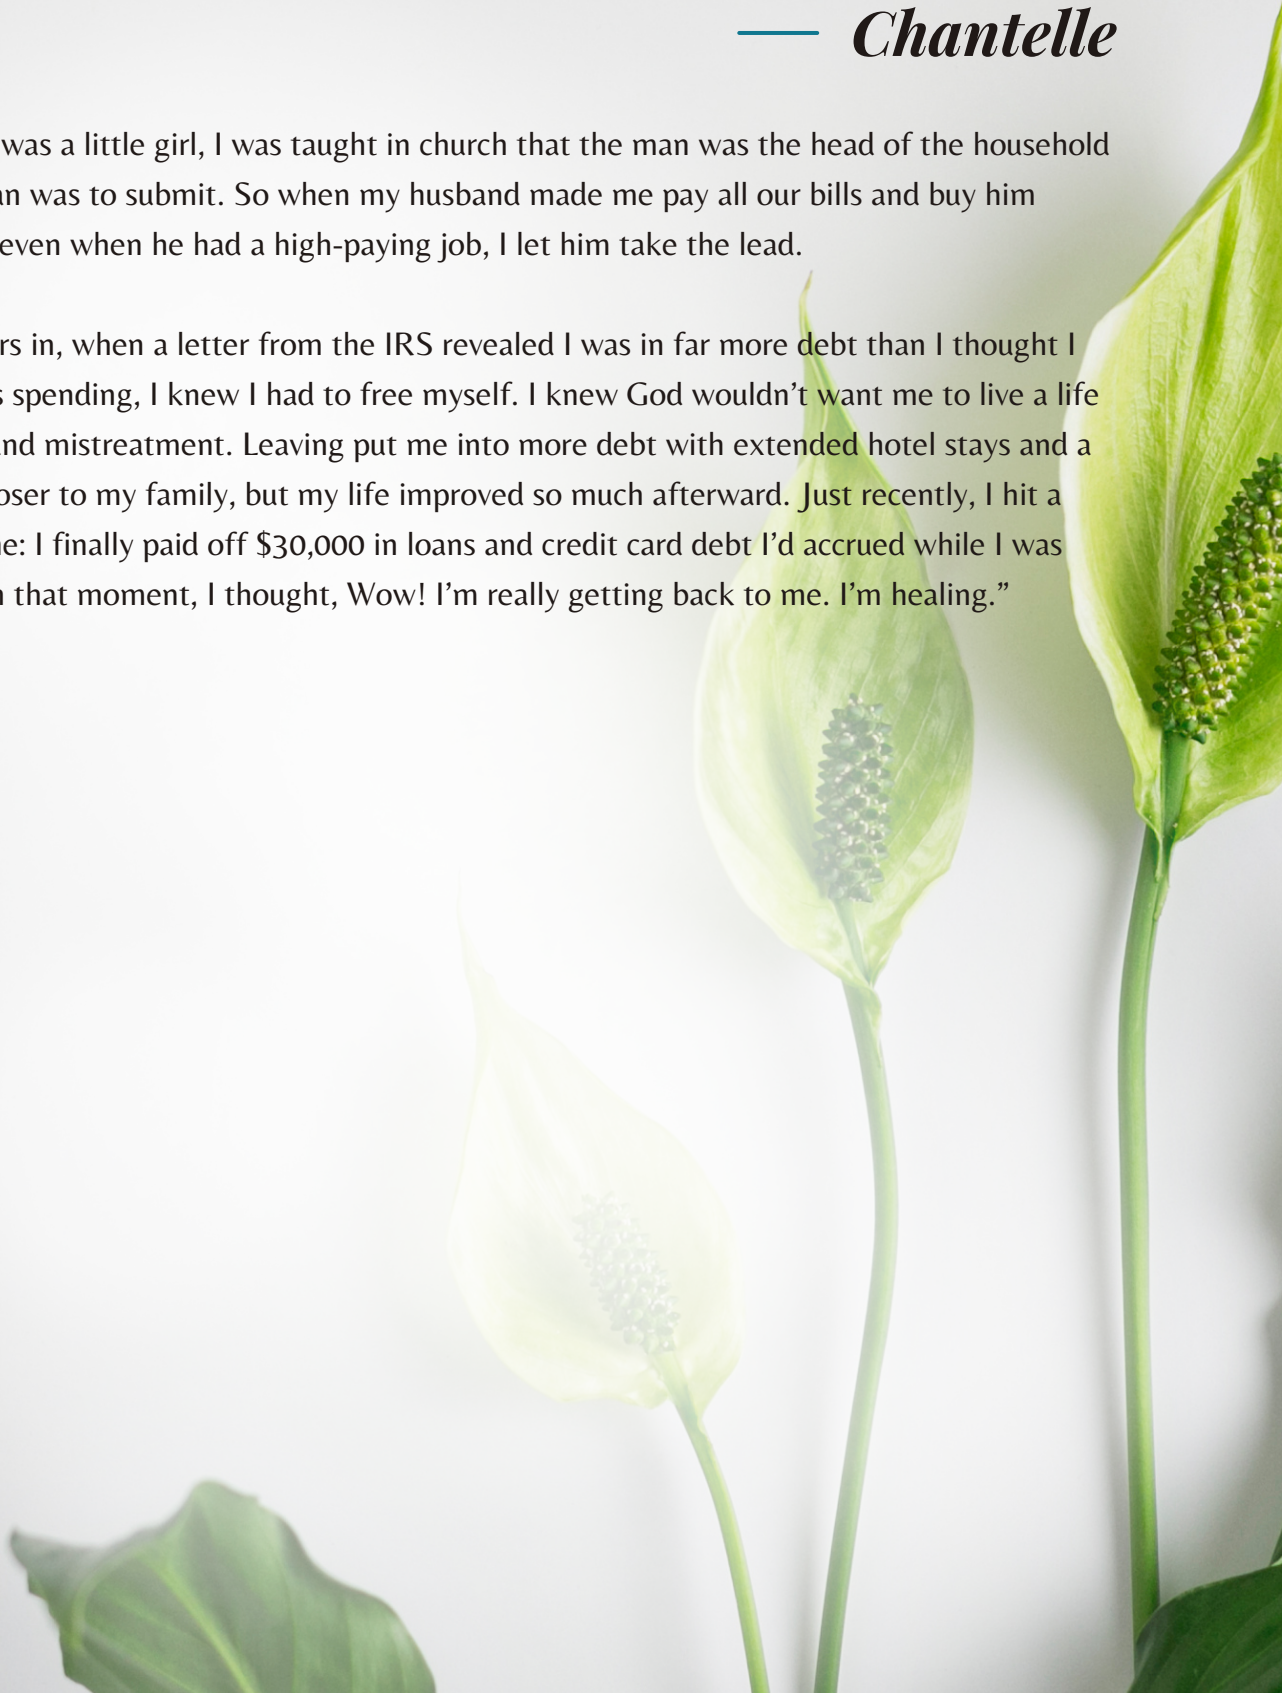 Chantelle
was a little girl, I was taught in church that the man was the head of the household
was to submit. So when my husband made me pay all our bills and buy him
even when he had a high-paying job, I let him take the lead.
in, when a letter from the IRS revealed I was in far more debt than I thought I
spending, I knew I had to free myself. I knew God wouldn’t want me to live a life
mistreatment. Leaving put me into more debt with extended hotel stays and a
to my family, but my life improved so much afterward. Just recently, I hit a
I finally paid off $30,000 in loans and credit card debt I’d accrued while I was
that moment, I thought, Wow! I’m really getting back to me. I’m healing.”